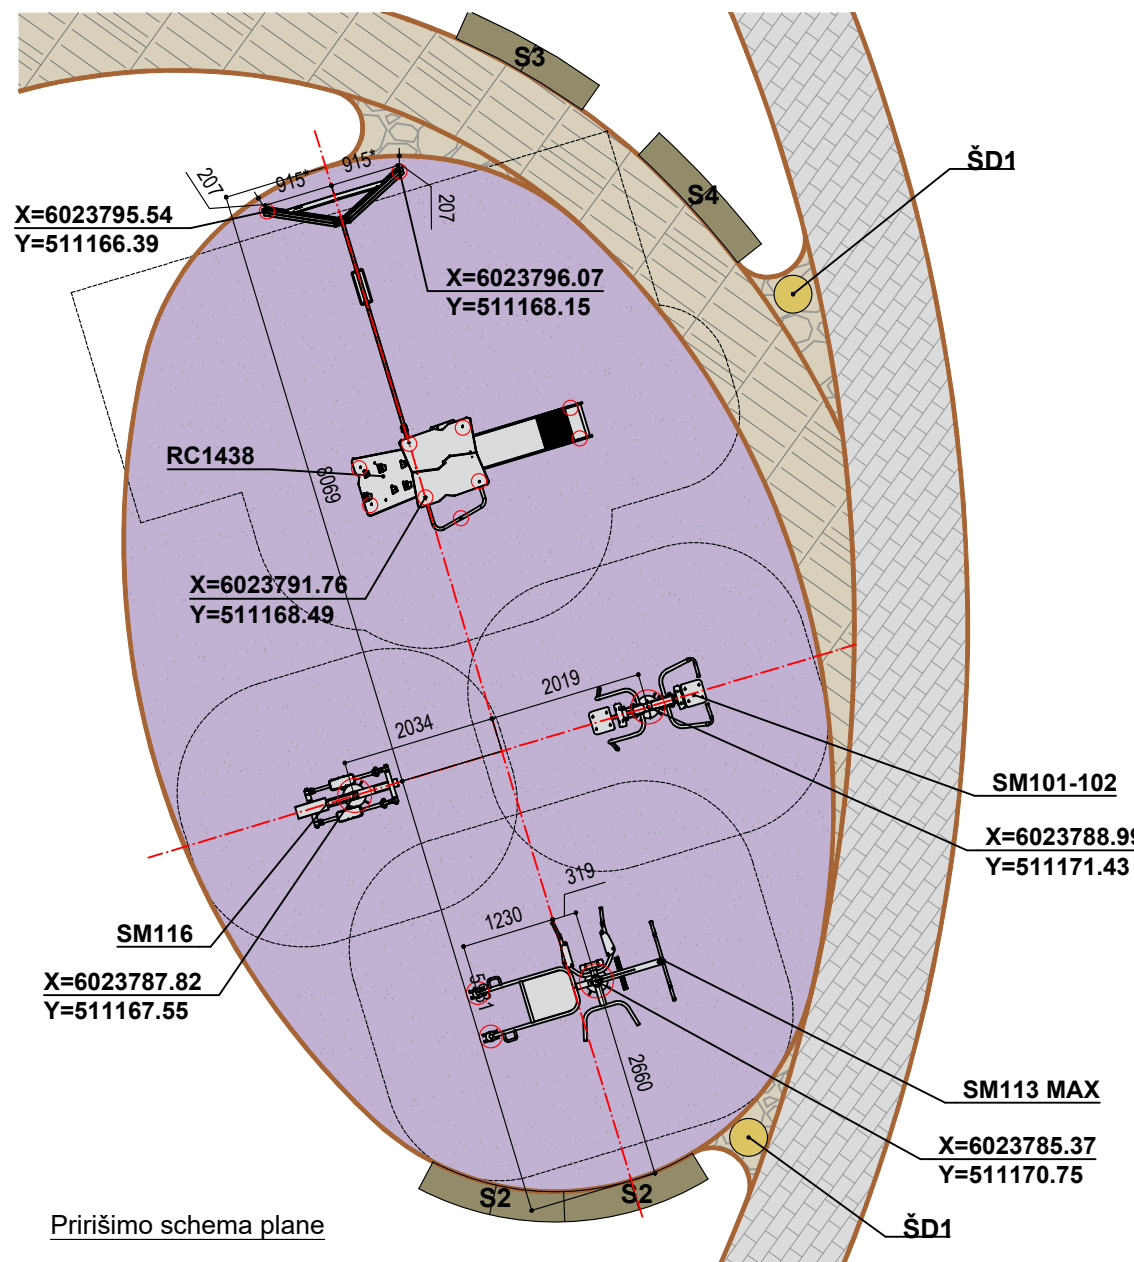 S3
S4
ŠD1
915*
915*
207
207
X=6023795.54
Y=511166.39
X=6023796.07
Y=511168.15
RC1438
8069
X=6023791.76
Y=511168.49
2019
2034
SM101-102
X=6023788.99
Y=511171.43
319
1230
SM116
X=6023787.82
Y=511167.55
2660
SM113 MAX
X=6023785.37
Y=511170.75
S2
S2
ŠD1
Pririšimo schema plane